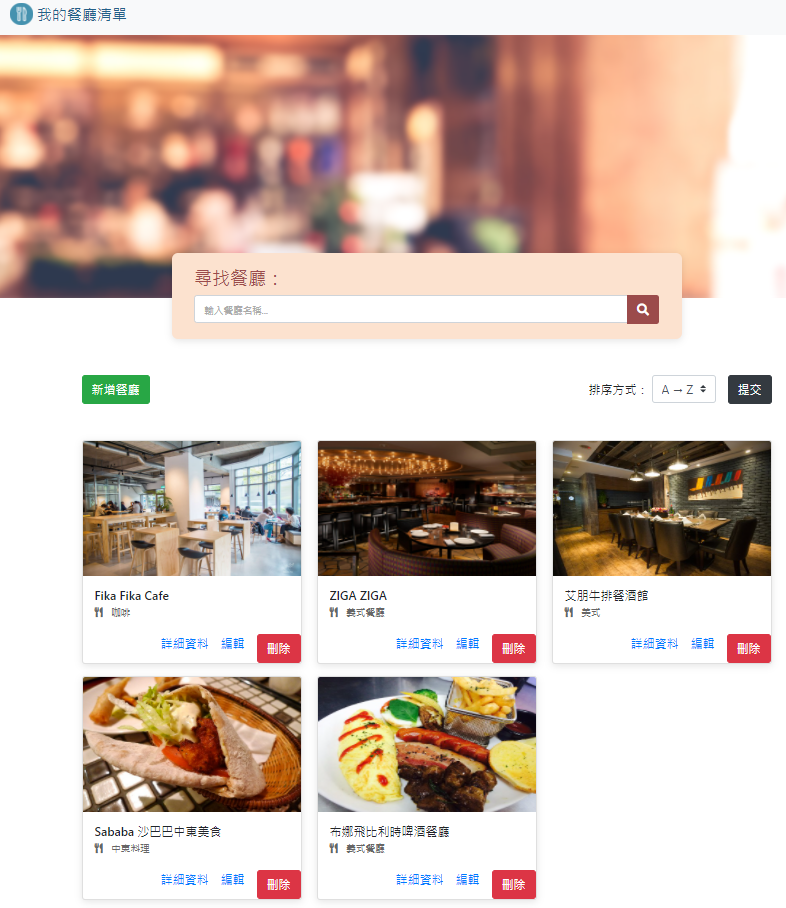 我的餐廳清單
尋找餐廳：
輸入餐廳名稱...
新增餐廳
排序方式： A → Z 提交
Fika Fika Cafe
咖啡
詳細資料 編輯 刪除
ZIGA ZIGA
義式餐廳
詳細資料 編輯 刪除
艾朋牛排餐酒館
美式
詳細資料 編輯 刪除
Sababa 沙巴巴中東美食
中東料理
詳細資料 編輯 刪除
布娜飛比利時啤酒餐廳
義式餐廳
詳細資料 編輯 刪除